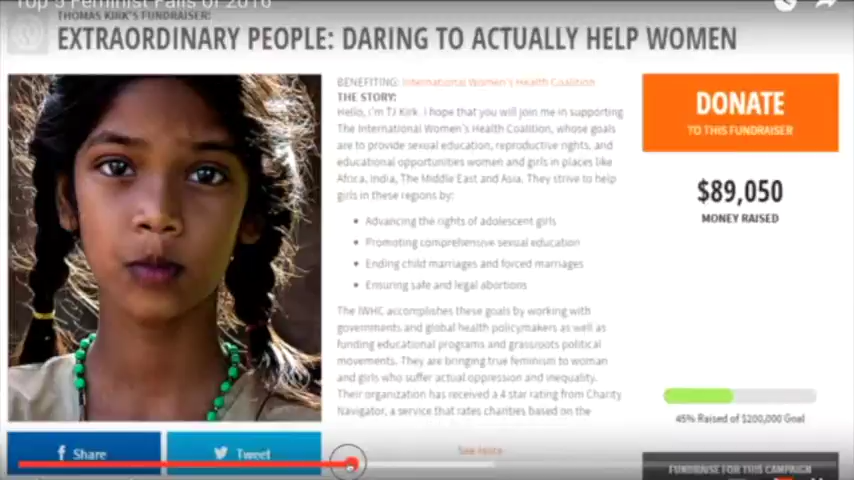 Top 5 Feminist Fails of 2016
THOMAS KIRK'S FUNDRAISER:
EXTRAORDINARY PEOPLE: DARING TO ACTUALLY HELP WOMEN
BENEFITING: International Women's Health Coalition
THE STORY:
Hello, I'm TJ Kirk. I hope that you will join me in supporting
The International Women's Health Coalition, whose goals
are to provide sexual education, reproductive rights, and
educational opportunities women and girls in places like
Africa, India, The Middle East and Asia. They strive to help
girls in these regions by:
Advancing the rights of adolescent girls
Promoting comprehensive sexual education
Ending child marriages and forced marriages
Ensuring safe and legal abortions
The IWHC accomplishes these goals by working with
governments and global health policymakers as well as
funding educational programs and grassroots political
movements. They are bringing true feminism to woman
and girls who suffer actual oppression and inequality.
Their organization has received a 4 star rating from Charity
Navigator, a service that rates charities based on the
See More
DONATE
TO THIS FUNDRAISER
$89,050
MONEY RAISED
45% Raised of $200,000 Goal
FUNDRAISE FOR THIS CAMPAIGN
Share
Tweet